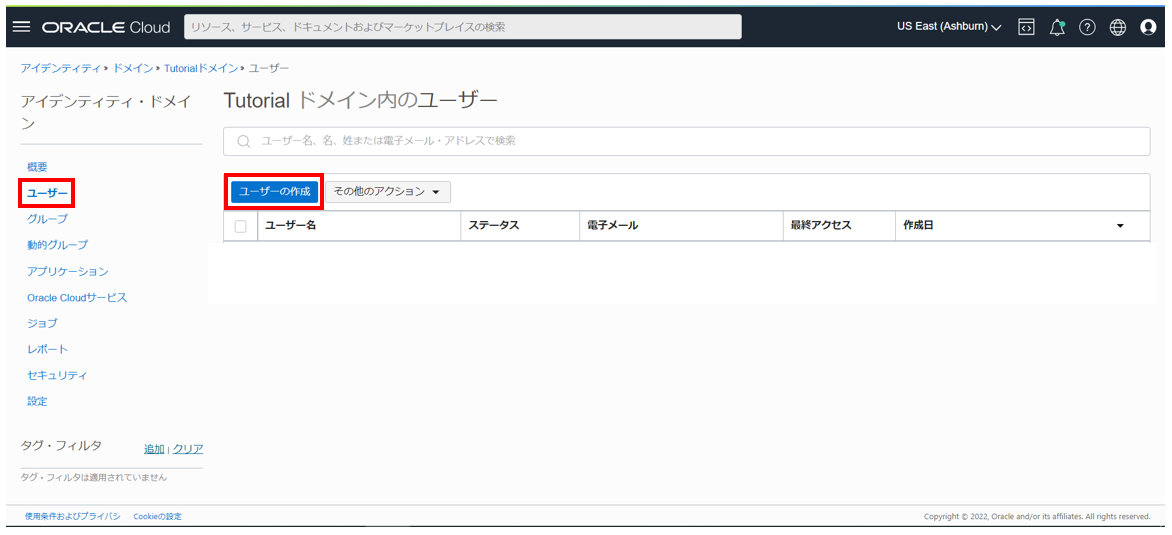 ORACLE Cloud
リソース、サービス、ドキュメントおよびマーケットプレイスの検索
US East (Ashburn)
アイデンティティ » ドメイン » Tutorialドメイン » ユーザー
アイデンティティ・ドメイ
ン
概要
ユーザー
グループ
動的グループ
アプリケーション
Oracle Cloudサービス
ジョブ
レポート
セキュリティ
設定
タグ・フィルタ 追加 | クリア
タグ・フィルタは適用されていません
Tutorial ドメイン内のユーザー
ユーザー名、名、姓または電子メール・アドレスで検索
ユーザーの作成 その他のアクション
ユーザー名 ステータス 電子メール 最終アクセス 作成日
使用条件およびプライバシ Cookieの設定
Copyright © 2022, Oracle and/or its affiliates. All rights reserved.